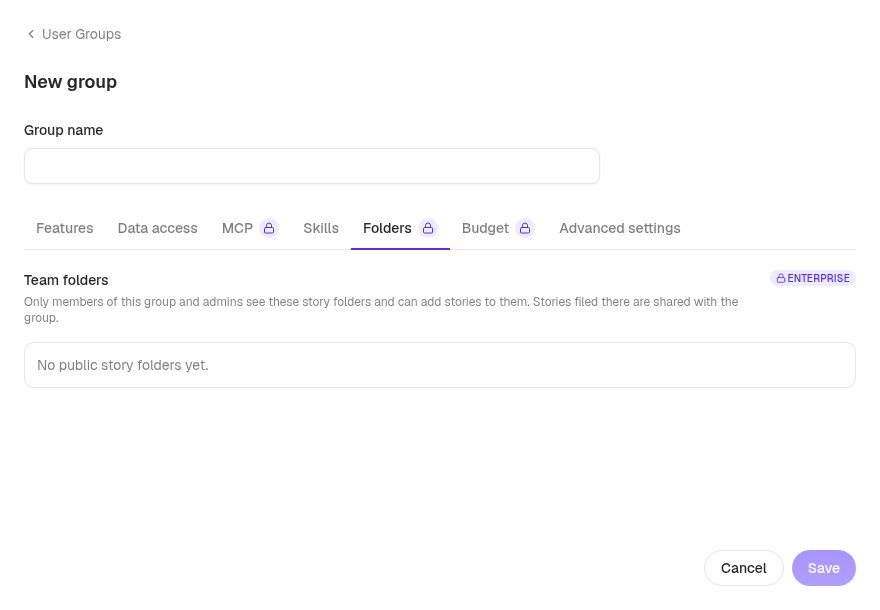 User Groups
New group
Group name
Features Data access MCP Skills Folders Budget Advanced settings
Team folders
ENTERPRISE
Only members of this group and admins see these story folders and can add stories to them. Stories filed there are shared with the
group.
No public story folders yet.
Cancel Save